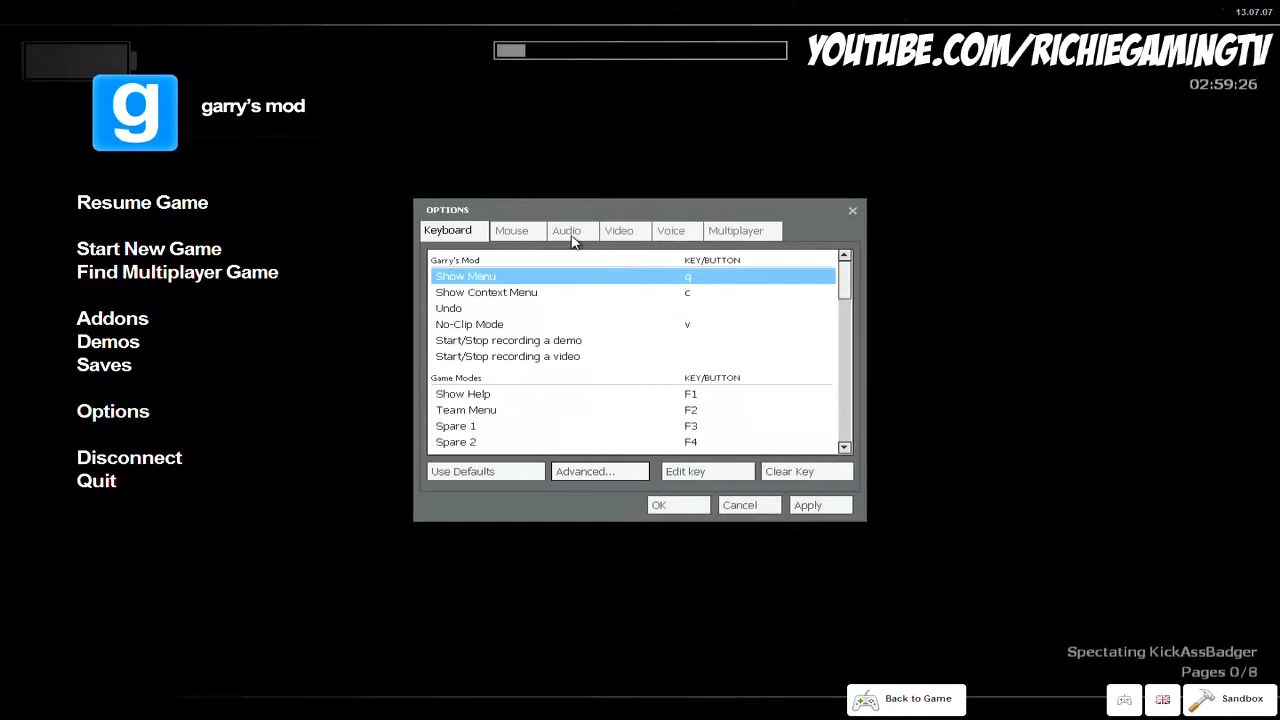 13.07.07
YOUTUBE.COM/RICHIEGAMINGTV
02:59:26
g
garry's mod
Resume Game
Start New Game
Find Multiplayer Game
Addons
Demos
Saves
Options
Disconnect
Quit
OPTIONS
Keyboard Mouse Audio Video Voice Multiplayer
Garry's Mod KEY/BUTTON
Show Menu q
Show Context Menu c
Undo
No-Clip Mode v
Start/Stop recording a demo
Start/Stop recording a video
Game Modes KEY/BUTTON
Show Help F1
Team Menu F2
Spare 1 F3
Spare 2 F4
Use Defaults Advanced... Edit key Clear Key
OK Cancel Apply
Spectating KickAssBadger
Pages 0/8
Back to Game Sandbox